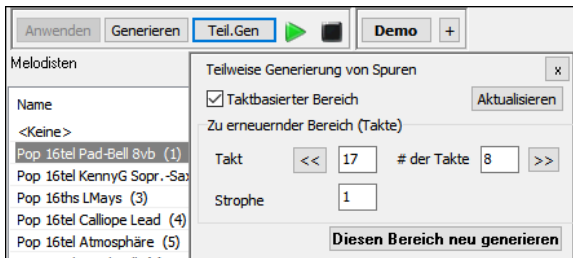 Anwenden Generieren Teil.Gen Demo +
Melodisten
Name
<Keine>
Pop 16tel Pad-Bell 8vb (1)
Pop 16tel KennyG Sopr.-Sax
Pop 16ths LMays (3)
Pop 16tel Calliope Lead (4)
Pop 16tel Atmosphäre (5)
Teilweise Generierung von Spuren x
Taktbasierter Bereich Aktualisieren
Zu erneuernder Bereich (Takte)
Takt << 17 # der Takte 8 >>
Strophe 1
Diesen Bereich neu generieren